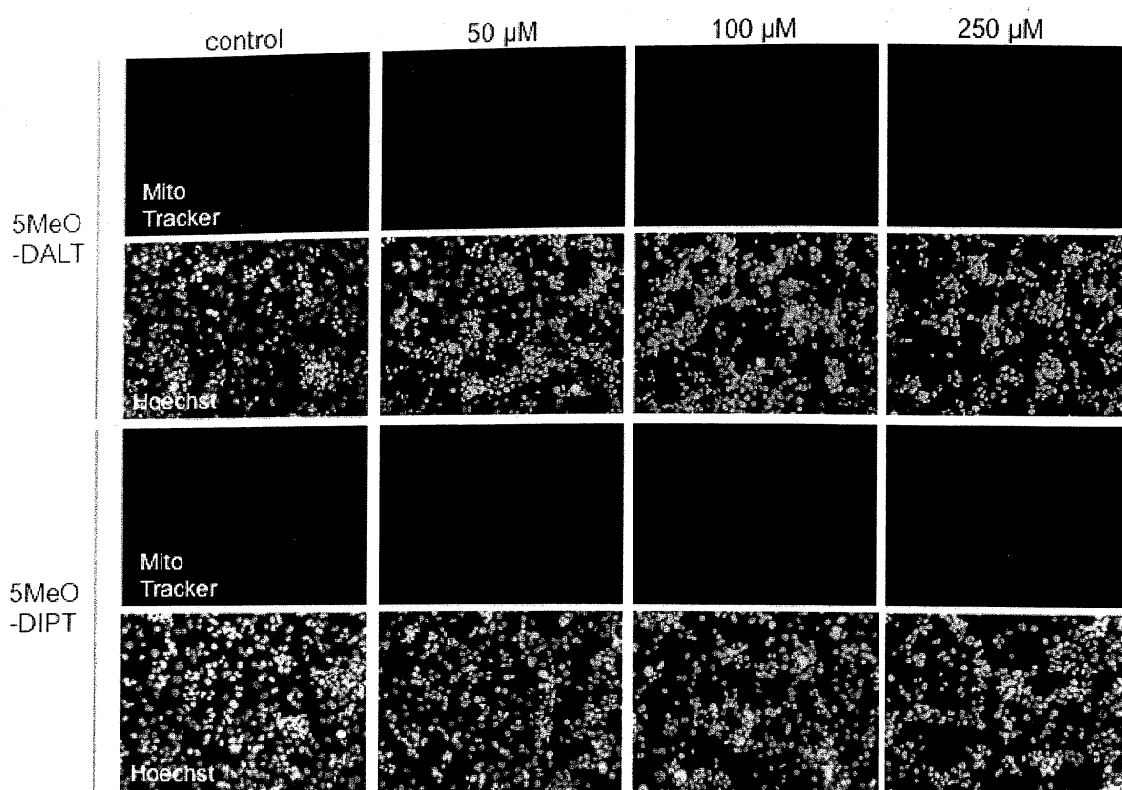 control 50 µM 100 µM 250 µM
5MeO
-DALT
Mito
Tracker
Hoechst
5MeO
-DIPT
Mito
Tracker
Hoechst